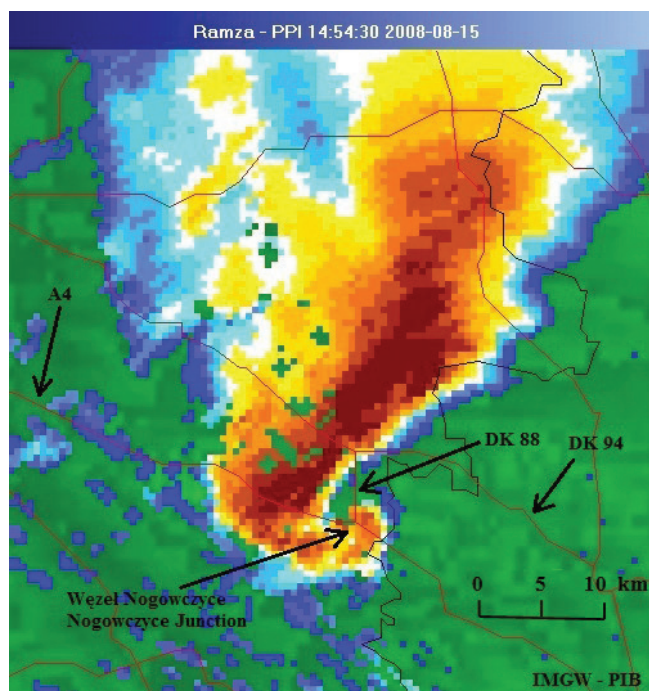 Ramza - PPI 14:54:30 2008-08-15
A4
DK 88
DK 94
Węzeł Nogowczyce
Nogowczyce Junction
0 5 10 km
IMGW - PIB